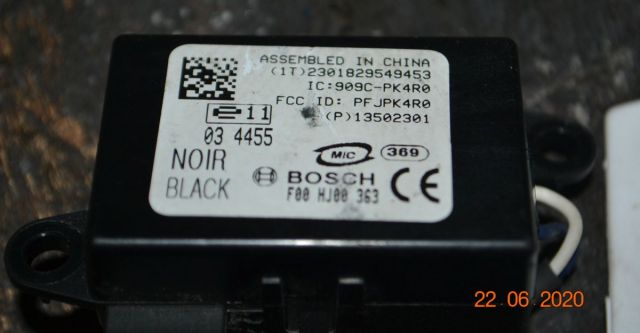 ASSEMBLED IN CHINA
(1T)2301829549453
IC:909C-PK4R0
FCC ID: PFJPK4R0
(P)13502301
e 11
03 4455
NOIR
BLACK
MIC
369
BOSCH
F00 HJ00 363
CE
22.06.2020